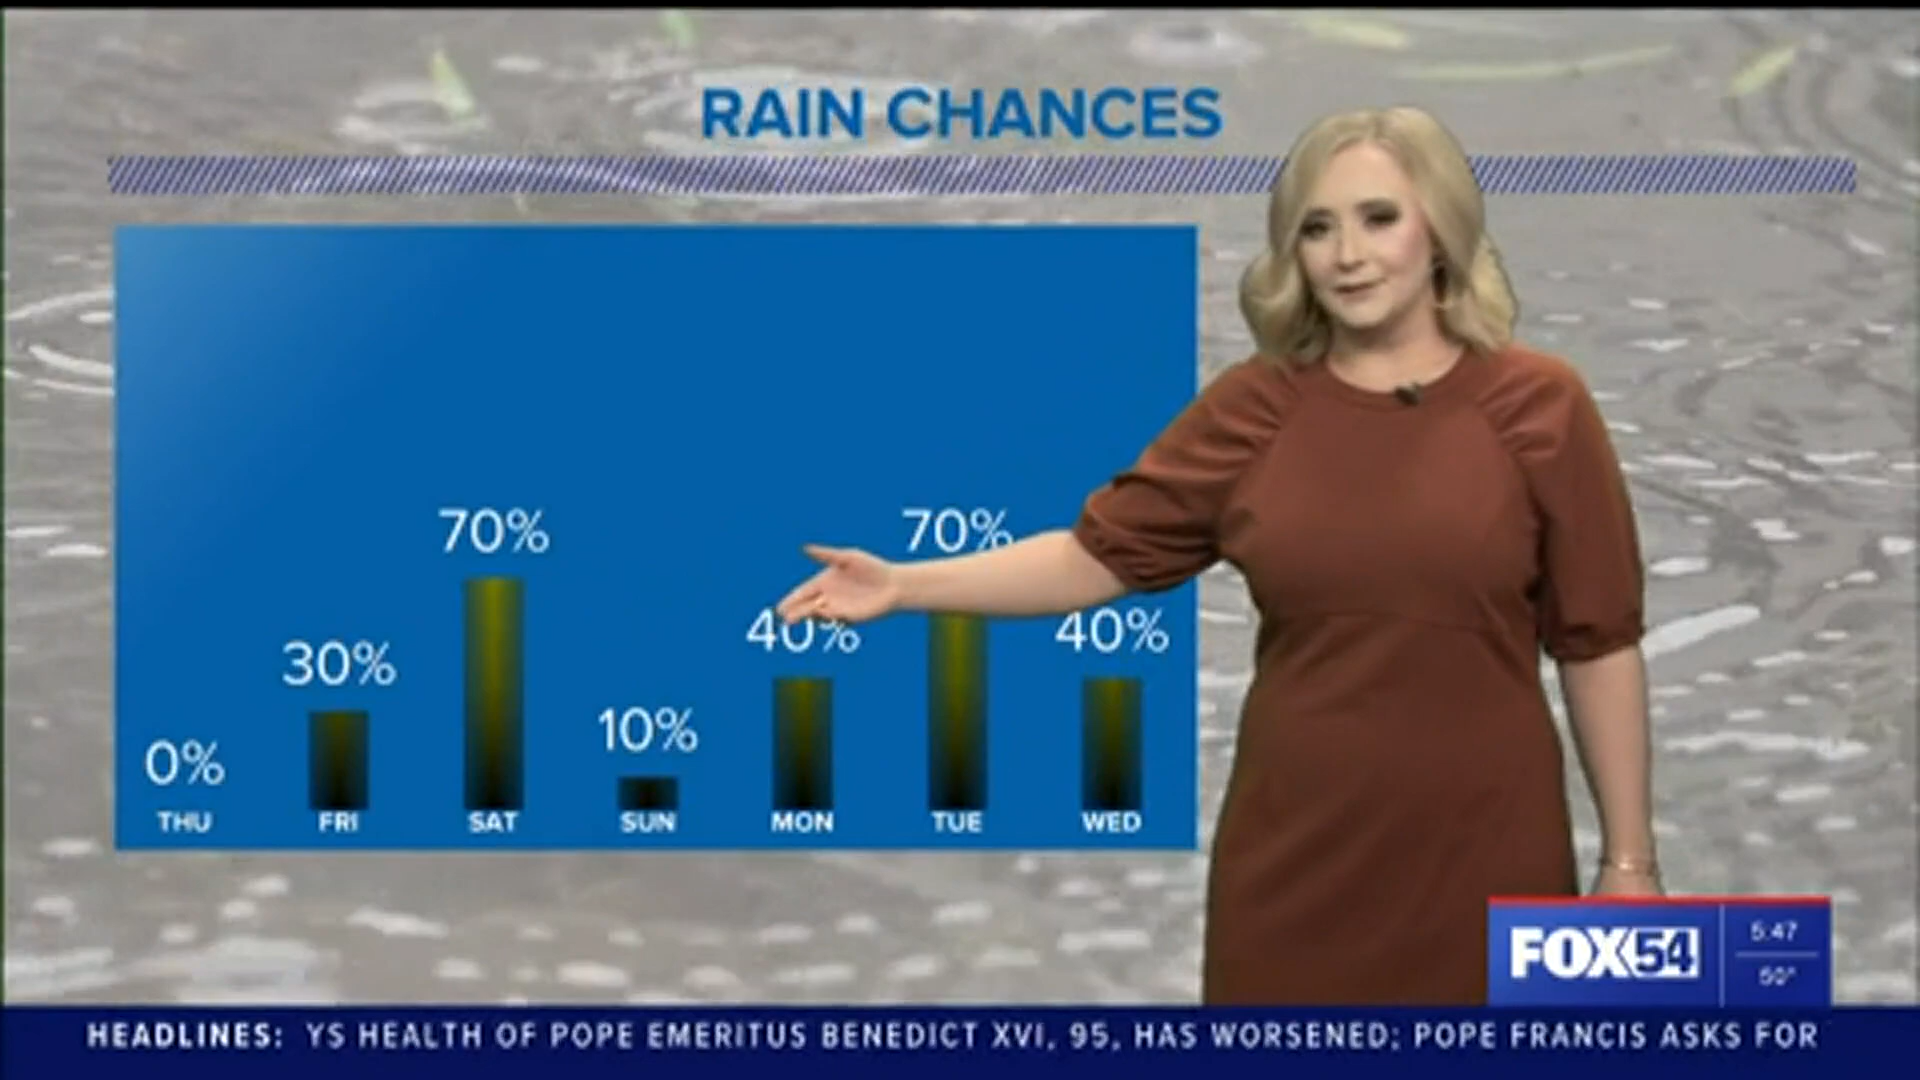 RAIN CHANCES
70%
70%
30%
40%
40%
10%
0%
THU FRI SAT SUN MON TUE WED
FOX54
5:47
50°
HEADLINES: YS HEALTH OF POPE EMERITUS BENEDICT XVI, 95, HAS WORSENED; POPE FRANCIS ASKS FOR